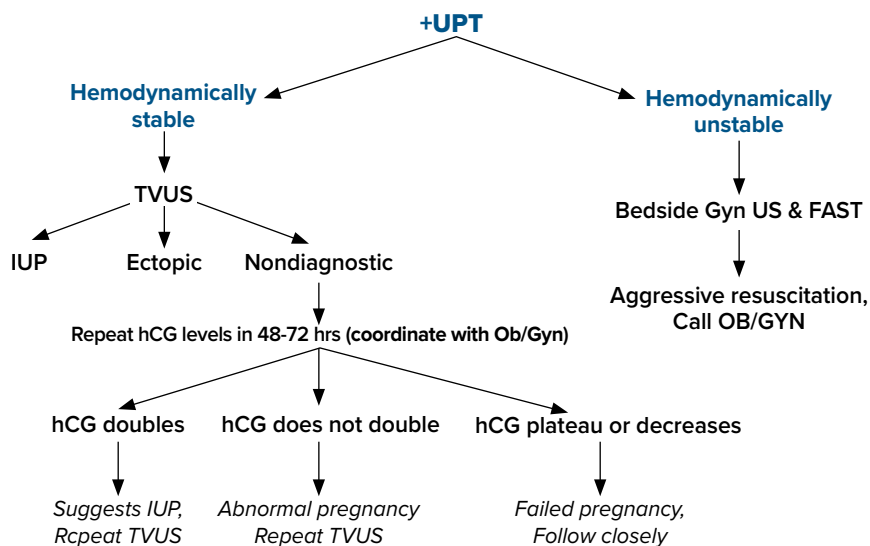 +UPT
Hemodynamically
stable
Hemodynamically
unstable
TVUS
Bedside Gyn US & FAST
IUP
Ectopic
Nondiagnostic
Aggressive resuscitation,
Call OB/GYN
Repeat hCG levels in 48-72 hrs (coordinate with Ob/Gyn)
hCG doubles
hCG does not double
hCG plateau or decreases
Suggests IUP,
Rcpeat TVUS
Abnormal pregnancy
Repeat TVUS
Failed pregnancy,
Follow closely